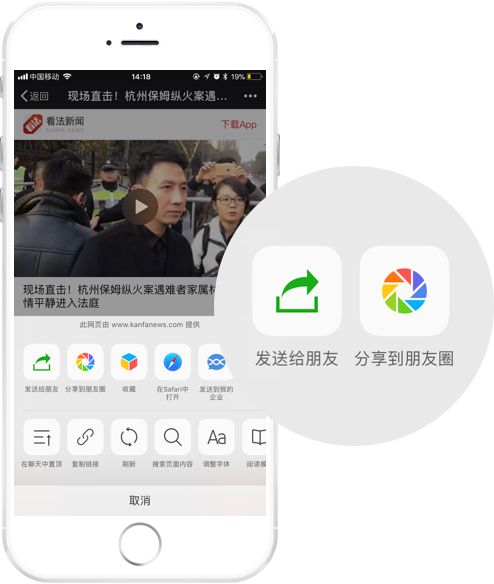 中国移动
14:18
19%
返回
现场直击！杭州保姆纵火案遇...
看法
看法新闻
KANFA NEWS
下载App
现场直击！杭州保姆纵火案遇难者家属林
情平静进入法庭
此网页由 www.kanfanews.com 提供
发送给朋友
分享到朋友圈
发送给朋友
分享到朋友圈
收藏
在Safari中
打开
发送到我的
企业
在聊天中置顶
复制链接
刷新
搜索页面内容
Aa
调整字体
阅读模
取消